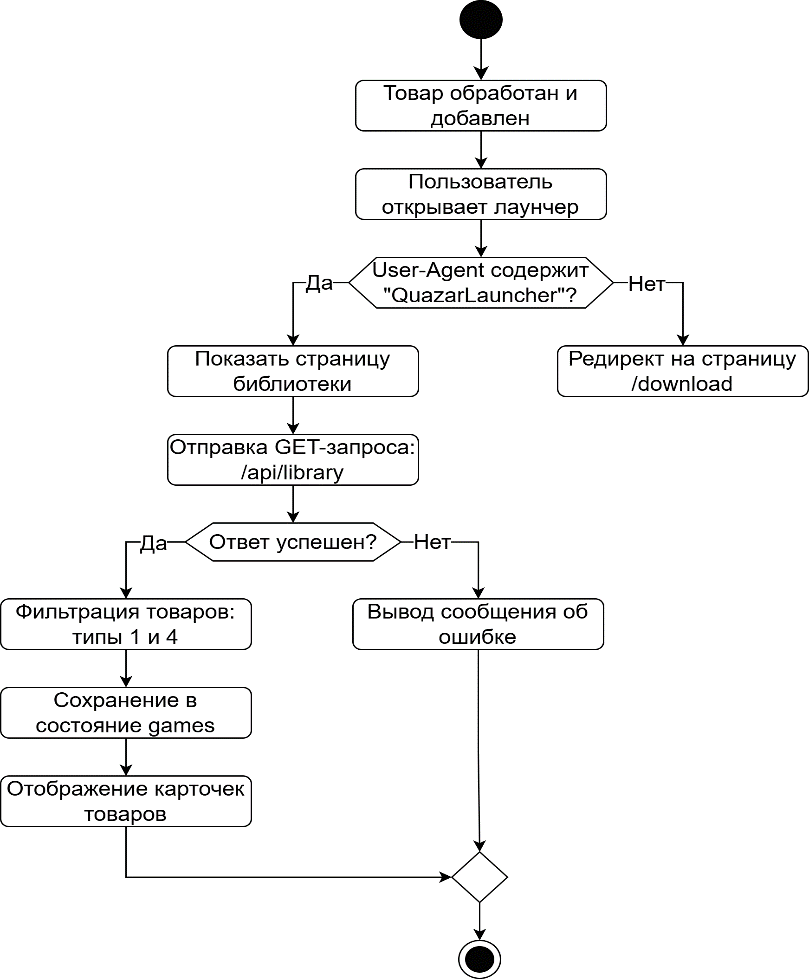 Товар обработан и
добавлен
Пользователь
открывает лаунчер
User-Agent содержит
"QuazarLauncher"?
Да
Нет
Показать страницу
библиотеки
Редирект на страницу
/download
Отправка GET-запроса:
/api/library
Ответ успешен?
Да
Нет
Фильтрация товаров:
типы 1 и 4
Вывод сообщения об
ошибке
Сохранение в
состояние games
Отображение карточек
товаров